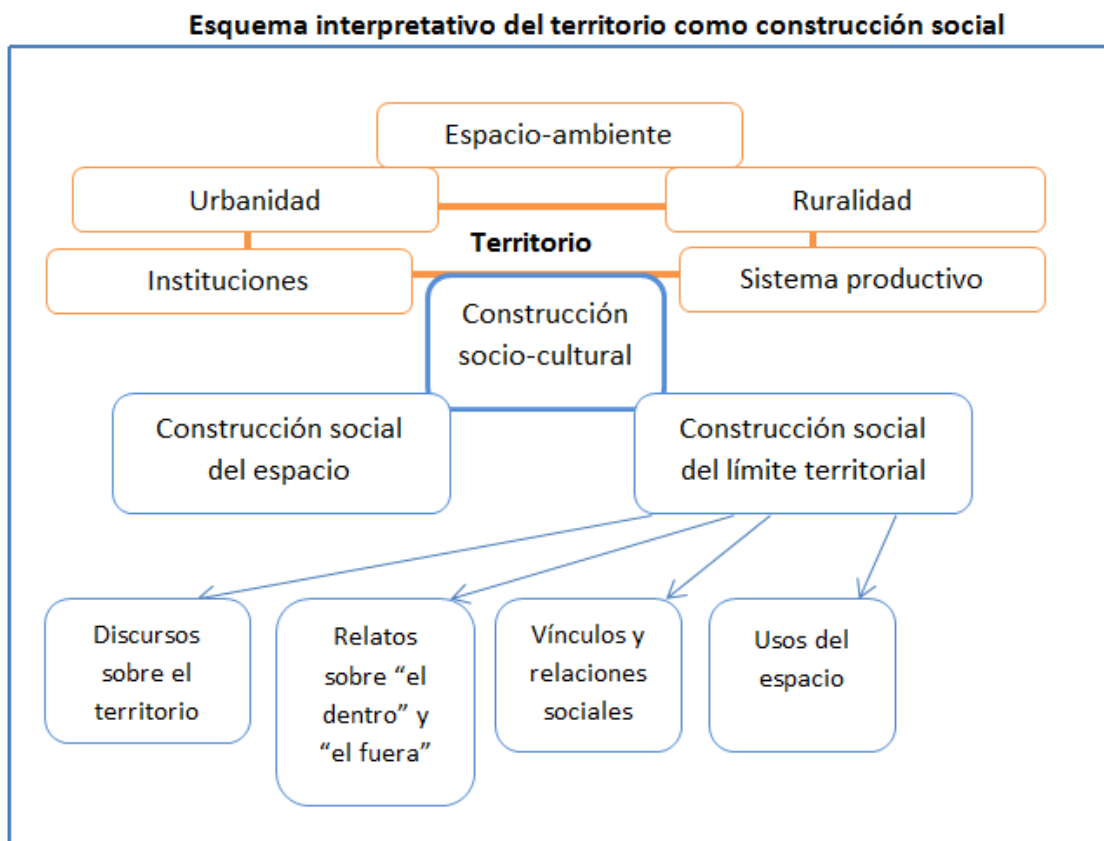 Esquema interpretativo del territorio como construcción social
Espacio-ambiente
Urbanidad
Ruralidad
Territorio
Instituciones
Sistema productivo
Construcción
socio-cultural
Construcción social
del espacio
Construcción social
del límite territorial
Discursos
sobre el
territorio
Relatos
sobre “el
dentro” y
“el fuera”
Vínculos y
relaciones
sociales
Usos del
espacio